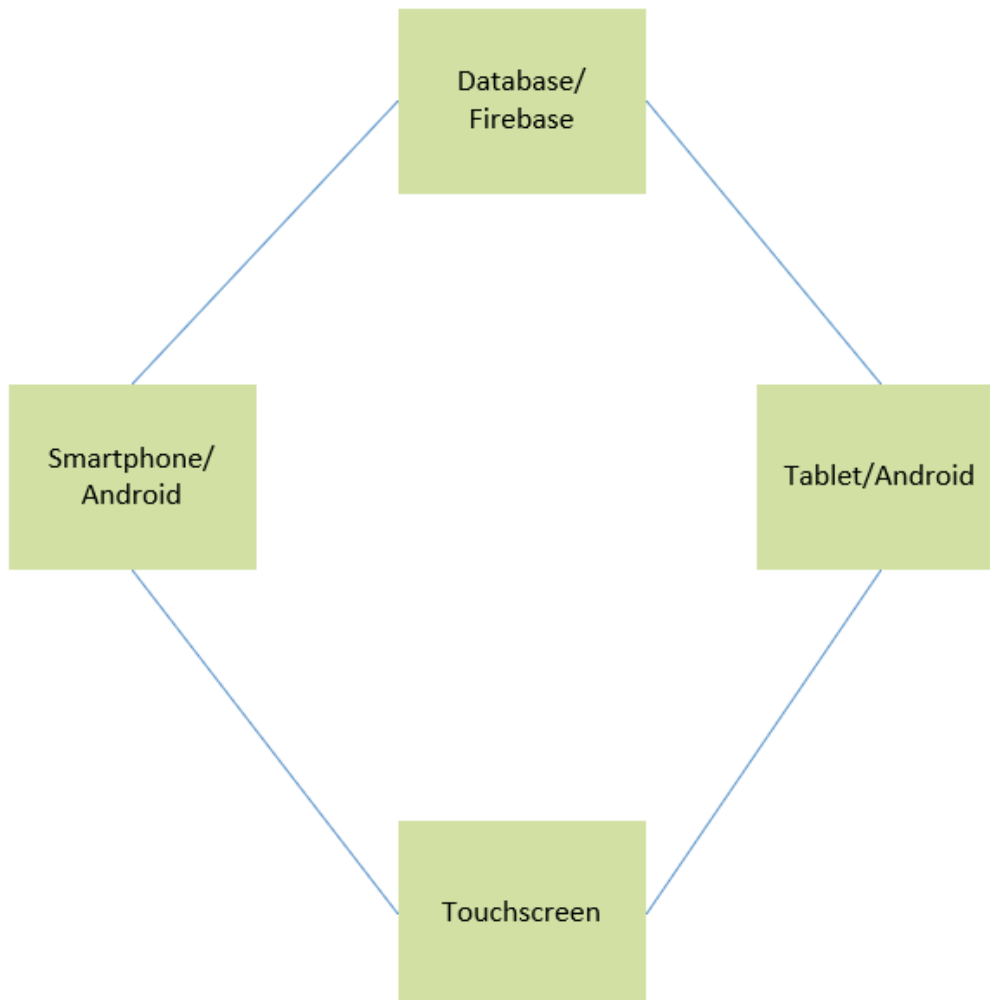 Database/
Firebase
Smartphone/
Android
Tablet/Android
Touchscreen